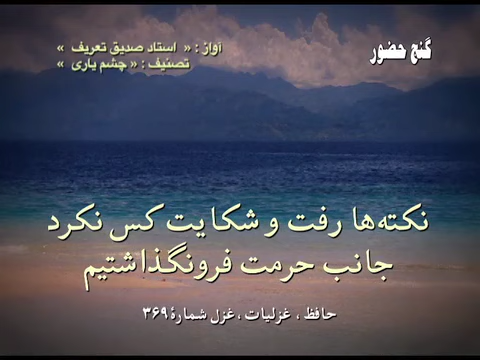 گنج حضور
آواز : « استاد صدیق تعریف »
تصنیف : « چشم یاری »
نکته‌ها رفت و شکایت کس نکرد
جانب حرمت فرونگذاشتیم
حافظ ، غزلیات ، غزل شمارهٔ ۳۶۹